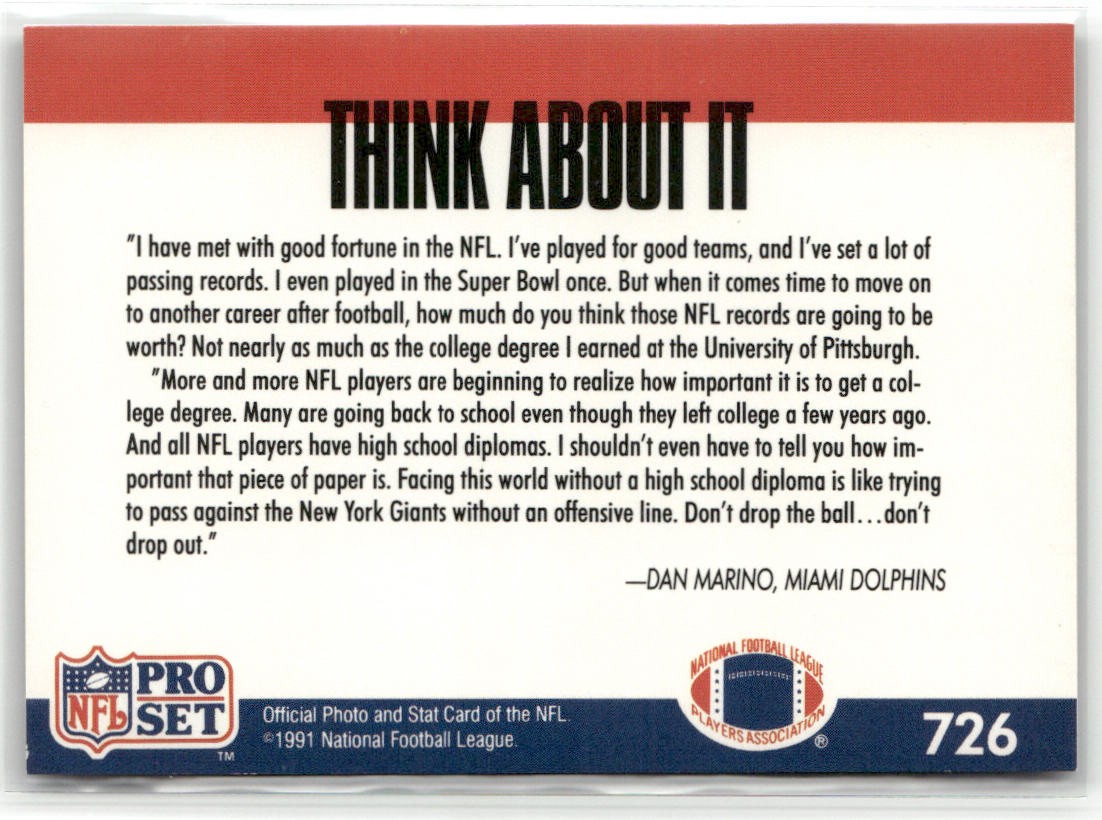 THINK ABOUT IT
"I have met with good fortune in the NFL. I've played for good teams, and I've set a lot of
passing records. I even played in the Super Bowl once. But when it comes time to move on
to another career after football, how much do you think those NFL records are going to be
worth? Not nearly as much as the college degree I earned at the University of Pittsburgh.
"More and more NFL players are beginning to realize how important it is to get a col-
lege degree. Many are going back to school even though they left college a few years ago.
And all NFL players have high school diplomas. I shouldn't even have to tell you how im-
portant that piece of paper is. Facing this world without a high school diploma is like trying
to pass against the New York Giants without an offensive line. Don't drop the ball...don't
drop out."
—DAN MARINO, MIAMI DOLPHINS
NFL
PRO
SET
TM
Official Photo and Stat Card of the NFL.
©1991 National Football League.
NATIONAL FOOTBALL LEAGUE
PLAYERS ASSOCIATION
®
726